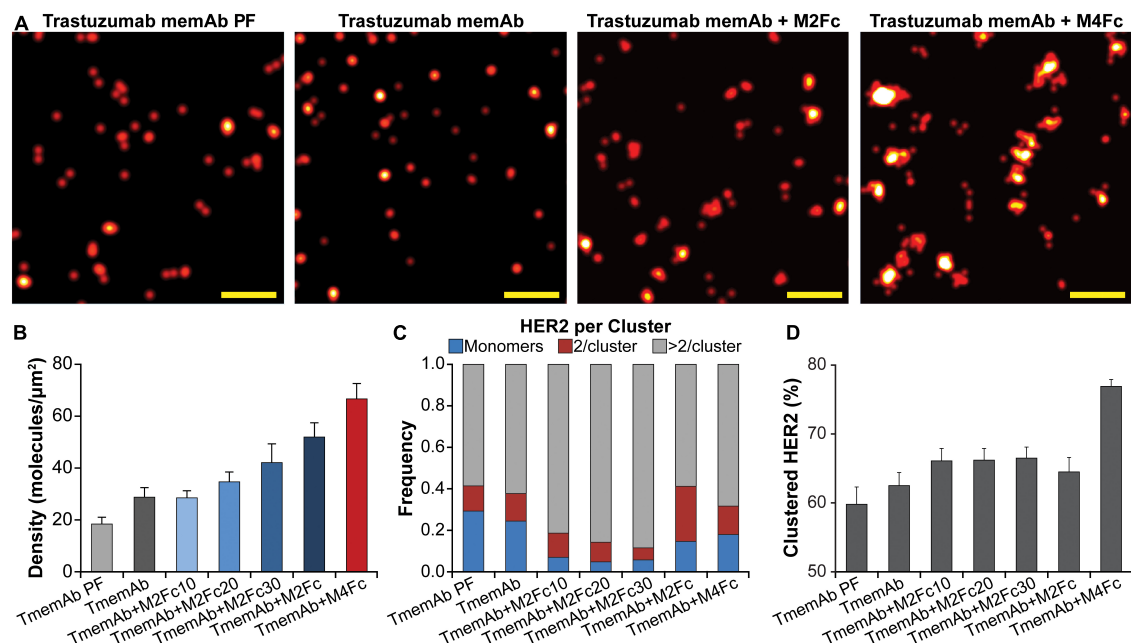 A
Trastuzumab memAb PF
Trastuzumab memAb
Trastuzumab memAb + M2Fc
Trastuzumab memAb + M4Fc
B
Density (molecules/µm²)
80
60
40
20
0
TmemAb PF
TmemAb
TmemAb+M2Fc10
TmemAb+M2Fc20
TmemAb+M2Fc30
TmemAb+M2Fc
TmemAb+M4Fc
C
HER2 per Cluster
Monomers 2/cluster >2/cluster
Frequency
1.0
0.8
0.6
0.4
0.2
0.0
TmemAb PF
TmemAb
TmemAb+M2Fc10
TmemAb+M2Fc20
TmemAb+M2Fc30
TmemAb+M2Fc
TmemAb+M4Fc
D
Clustered HER2 (%)
80
70
60
50
TmemAb PF
TmemAb
TmemAb+M2Fc10
TmemAb+M2Fc20
TmemAb+M2Fc30
TmemAb+M2Fc
TmemAb+M4Fc